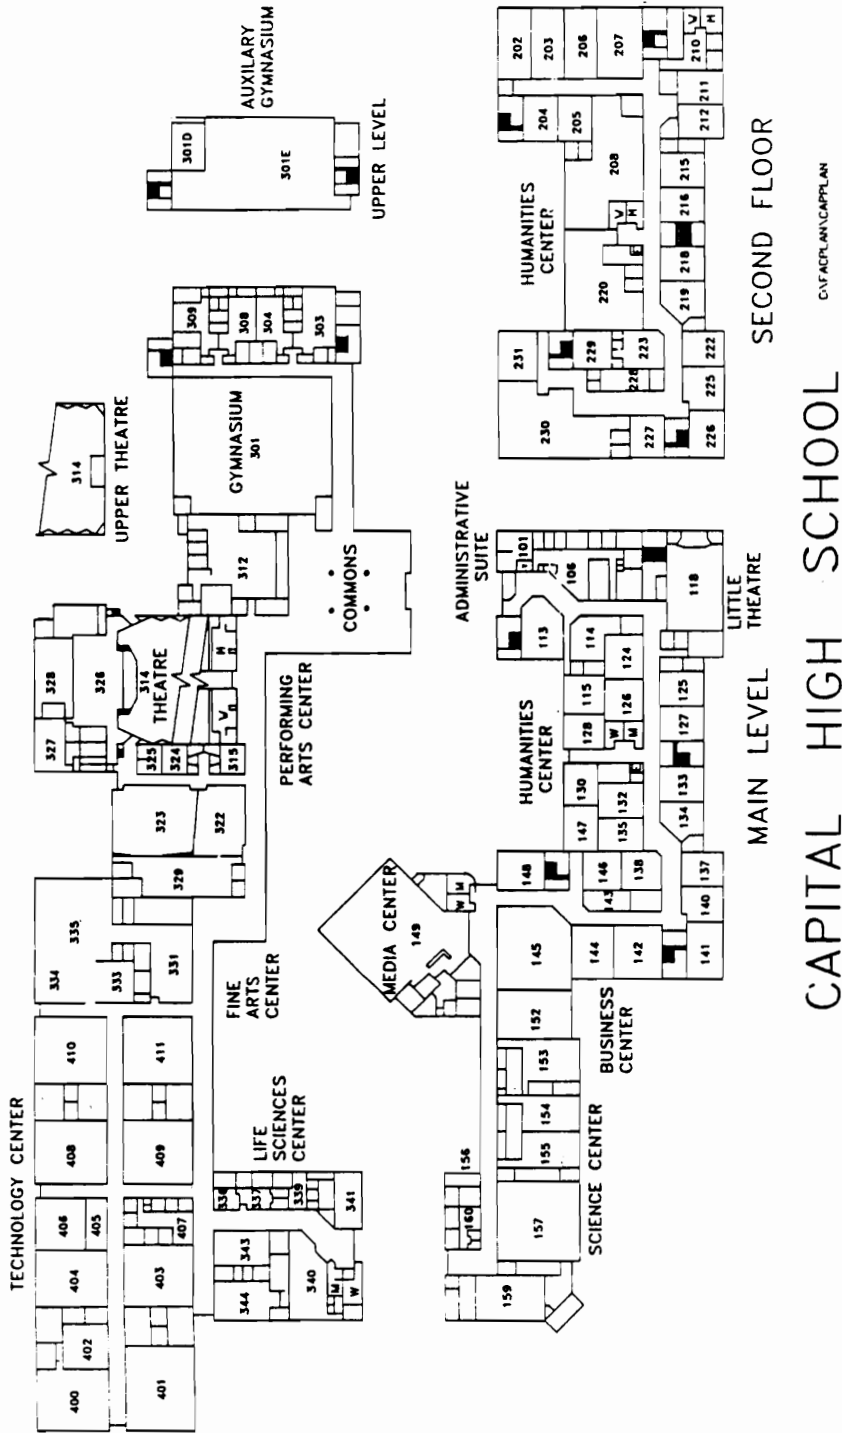 TECHNOLOGY CENTER
400
402
404
406
405
408
410
334
335
333
401
403
407
409
411
331
327
328
326
325
324
315
314
THEATRE
V
M
323
322
329
314
UPPER THEATRE
309
308
304
303
GYMNASIUM
301
312
COMMONS
AUXILARY
GYMNASIUM
301D
301E
UPPER LEVEL
PERFORMING
ARTS CENTER
FINE
ARTS
CENTER
LIFE
SCIENCES
CENTER
336
337
339
341
343
344
340
M
W
MEDIA CENTER
149
W
M
156
160
159
157
155
154
153
152
145
144
142
141
SCIENCE CENTER
BUSINESS
CENTER
148
146
143
138
140
137
147
130
135
132
E
134
133
128
115
W
M
126
124
127
125
114
113
HUMANITIES
CENTER
ADMINISTRATIVE
SUITE
101
106
118
LITTLE
THEATRE
MAIN LEVEL
HUMANITIES
CENTER
202
203
206
207
204
205
208
V
M
210
211
212
215
216
218
219
220
V
M
E
231
229
223
228
222
225
226
227
230
SECOND FLOOR
C:\FACPLAN\CAPPLAN
CAPITAL HIGH SCHOOL